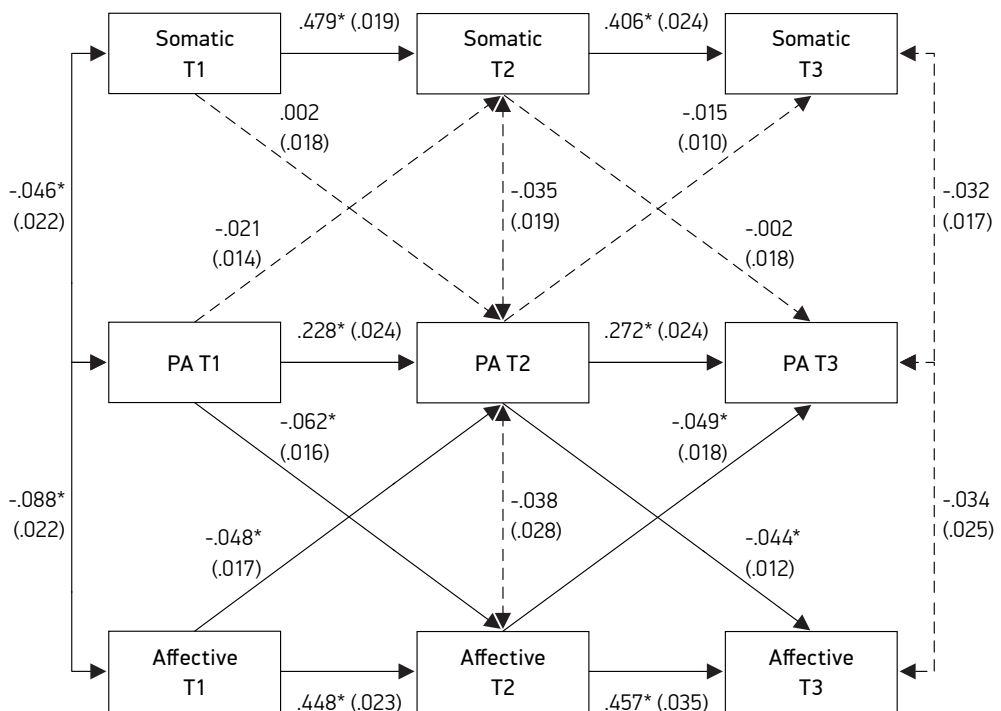 .479* (.019)
.406* (.024)
Somatic
T1
Somatic
T2
Somatic
T3
.002
(.018)
-.015
(.010)
-.046*
(.022)
-.035
(.019)
-.032
(.017)
-.021
(.014)
-.002
(.018)
.228* (.024)
.272* (.024)
PA T1
PA T2
PA T3
-.062*
(.016)
-.049*
(.018)
-.088*
(.022)
-.038
(.028)
-.034
(.025)
-.048*
(.017)
-.044*
(.012)
Affective
T1
Affective
T2
Affective
T3
.448* (.023)
.457* (.035)